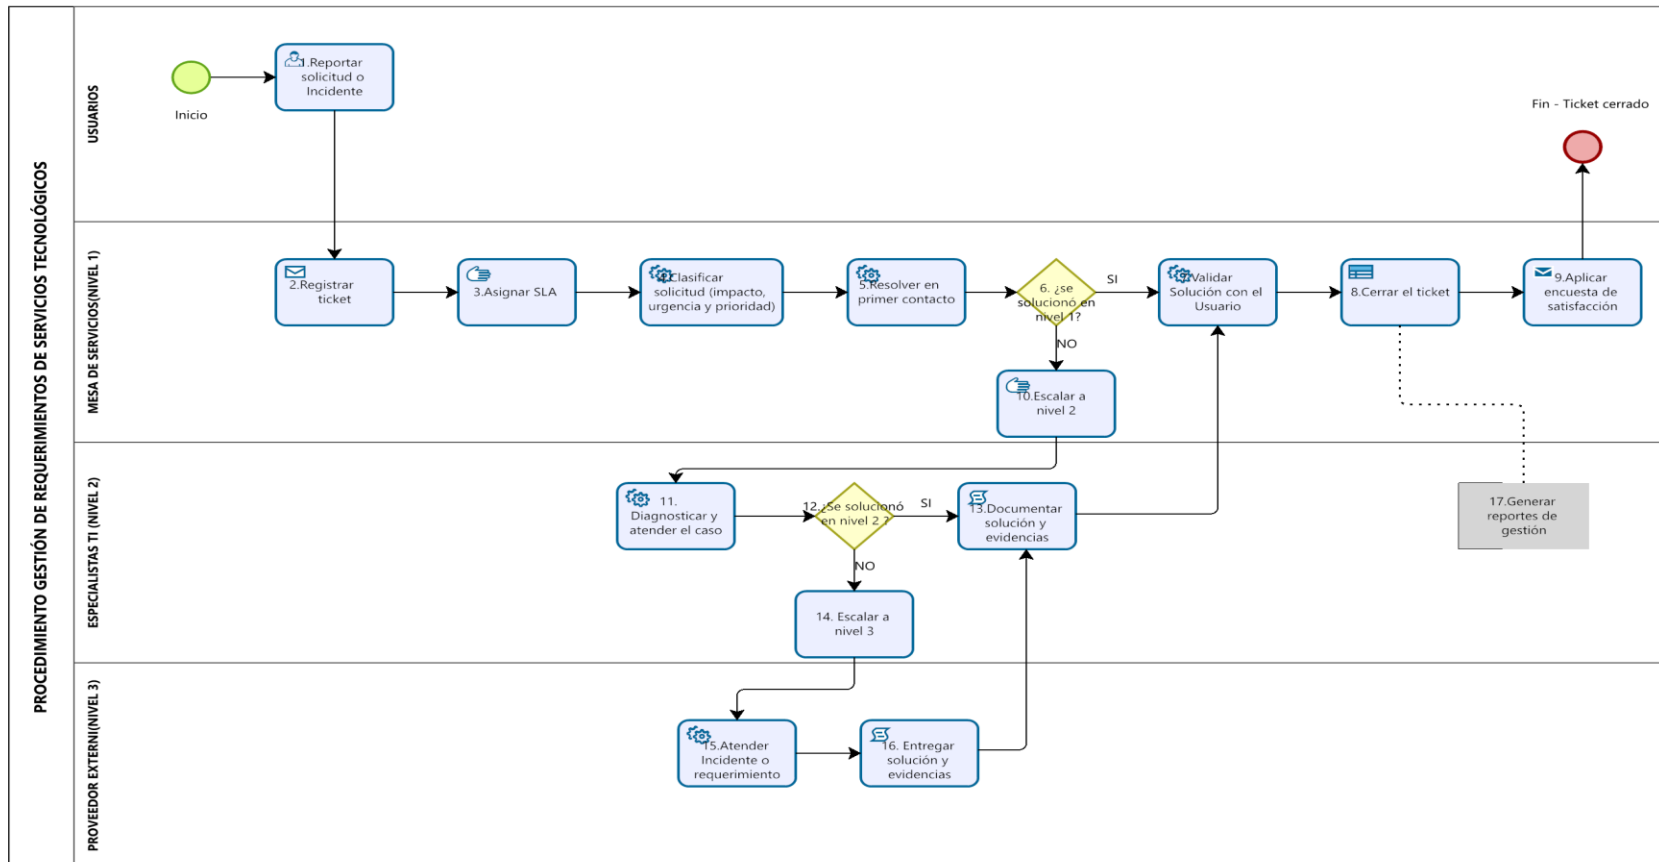 PROCEDIMIENTO GESTIÓN DE REQUERIMIENTOS DE SERVICIOS TECNOLÓGICOS
USUARIOS
Inicio
1.Reportar
solicitud o
Incidente
Fin - Ticket cerrado
MESA DE SERVICIOS(NIVEL 1)
2.Registrar
ticket
3.Asignar SLA
4.Clasificar
solicitud (impacto,
urgencia y prioridad)
5.Resolver en
primer contacto
6. ¿se
solucionó en
nivel 1?
SI
NO
7.Validar
Solución con el
Usuario
8.Cerrar el ticket
9.Aplicar
encuesta de
satisfacción
10.Escalar a
nivel 2
ESPECIALISTAS TI (NIVEL 2)
11.
Diagnosticar y
atender el caso
12.¿Se solucionó
en nivel 2 ?
SI
NO
13.Documentar
solución y
evidencias
14. Escalar a
nivel 3
17.Generar
reportes de
gestión
PROVEEDOR EXTERNI(NIVEL 3)
15.Atender
Incidente o
requerimiento
16. Entregar
solución y
evidencias